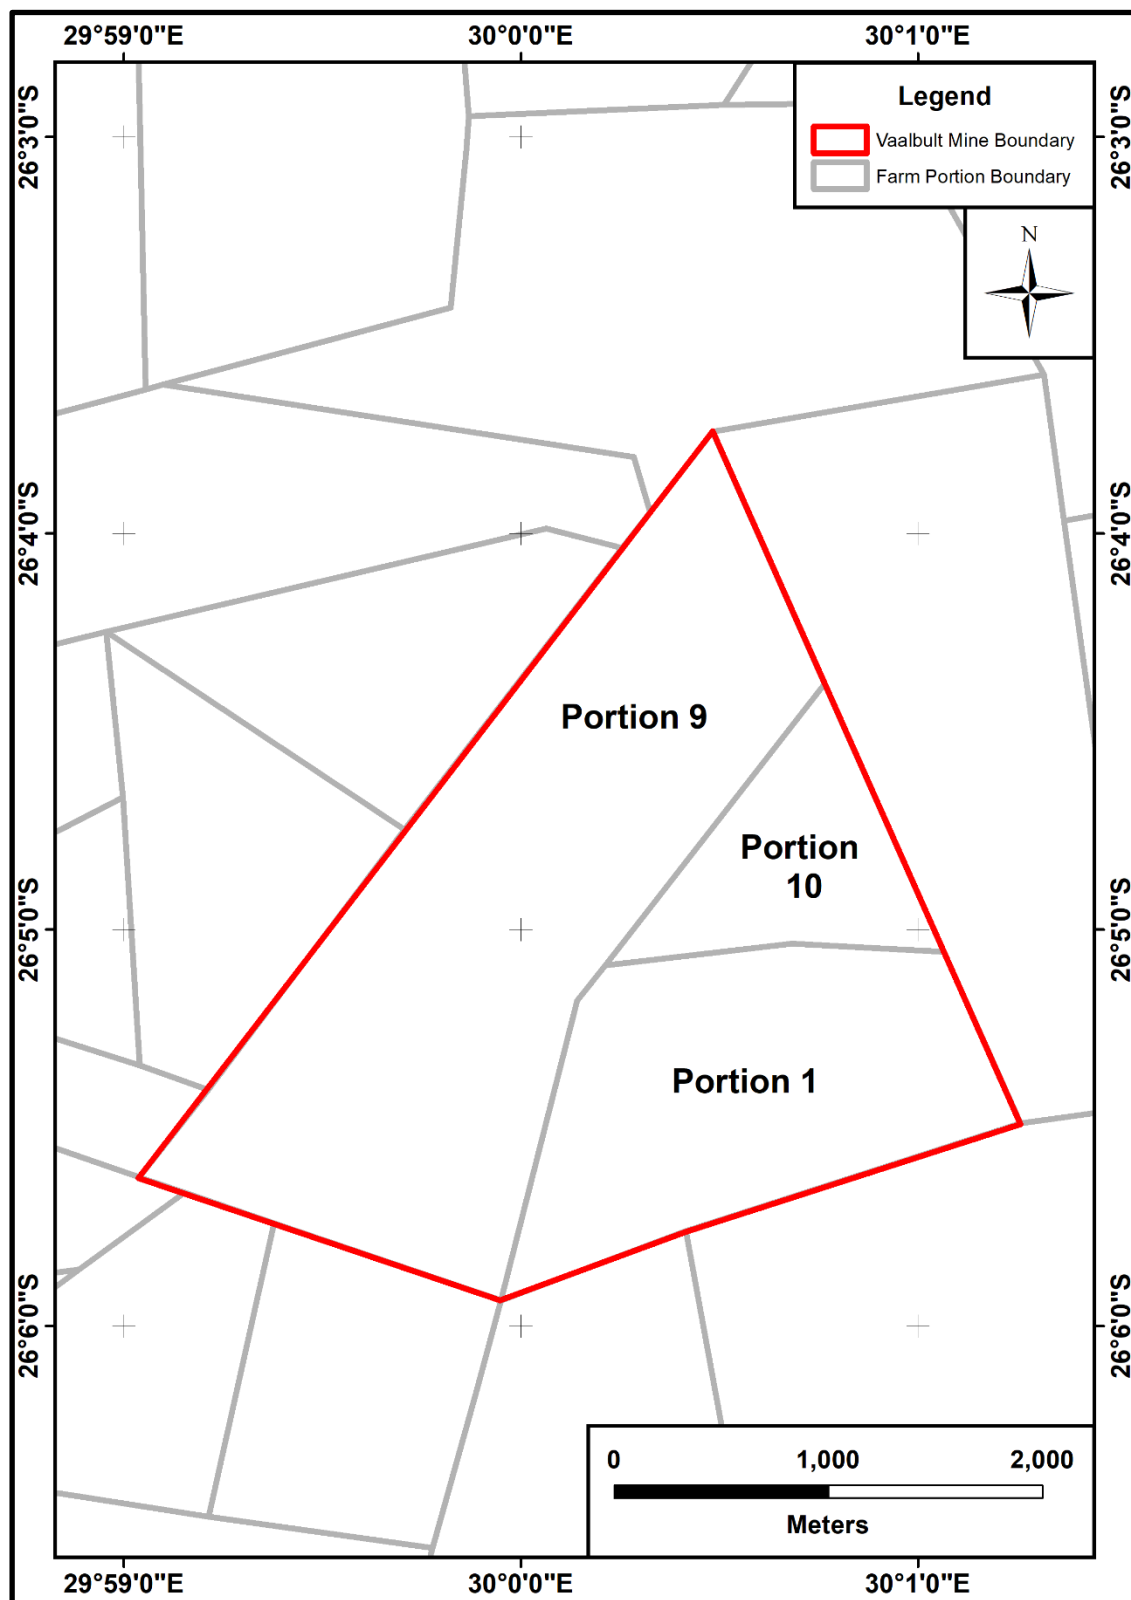 29°59'0"E
30°0'0"E
30°1'0"E
Legend
Vaalbult Mine Boundary
Farm Portion Boundary
26°3'0"S
26°3'0"S
N
26°4'0"S
26°4'0"S
Portion 9
Portion
10
26°5'0"S
26°5'0"S
Portion 1
26°6'0"S
26°6'0"S
0
1,000
2,000
Meters
29°59'0"E
30°0'0"E
30°1'0"E